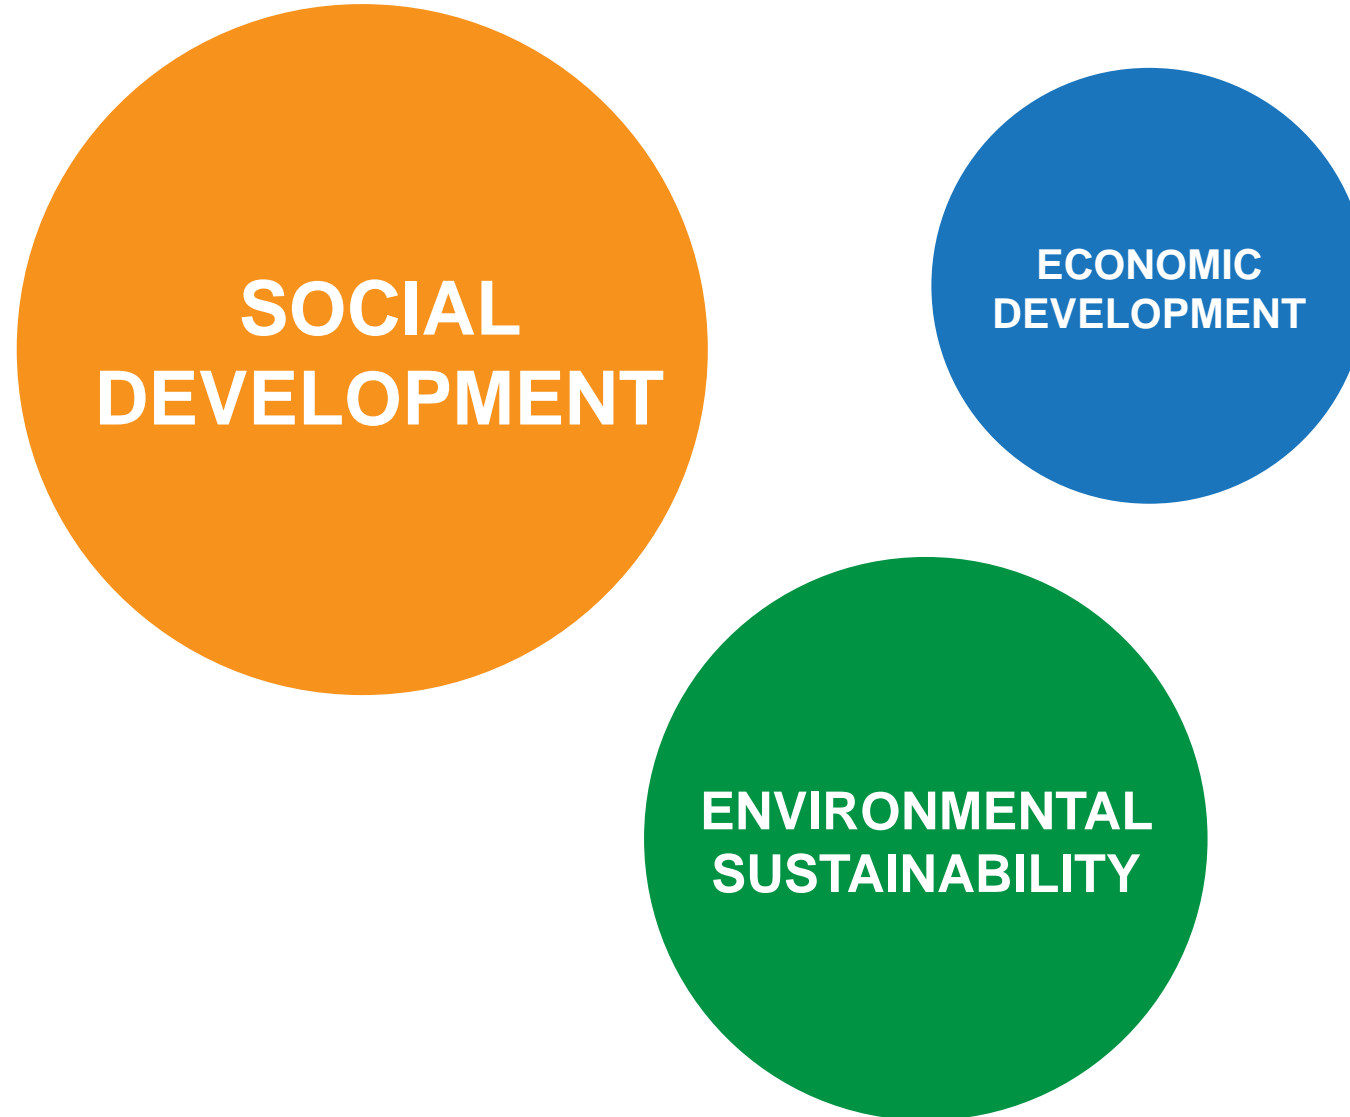 SOCIAL
DEVELOPMENT
ECONOMIC
DEVELOPMENT
ENVIRONMENTAL
SUSTAINABILITY